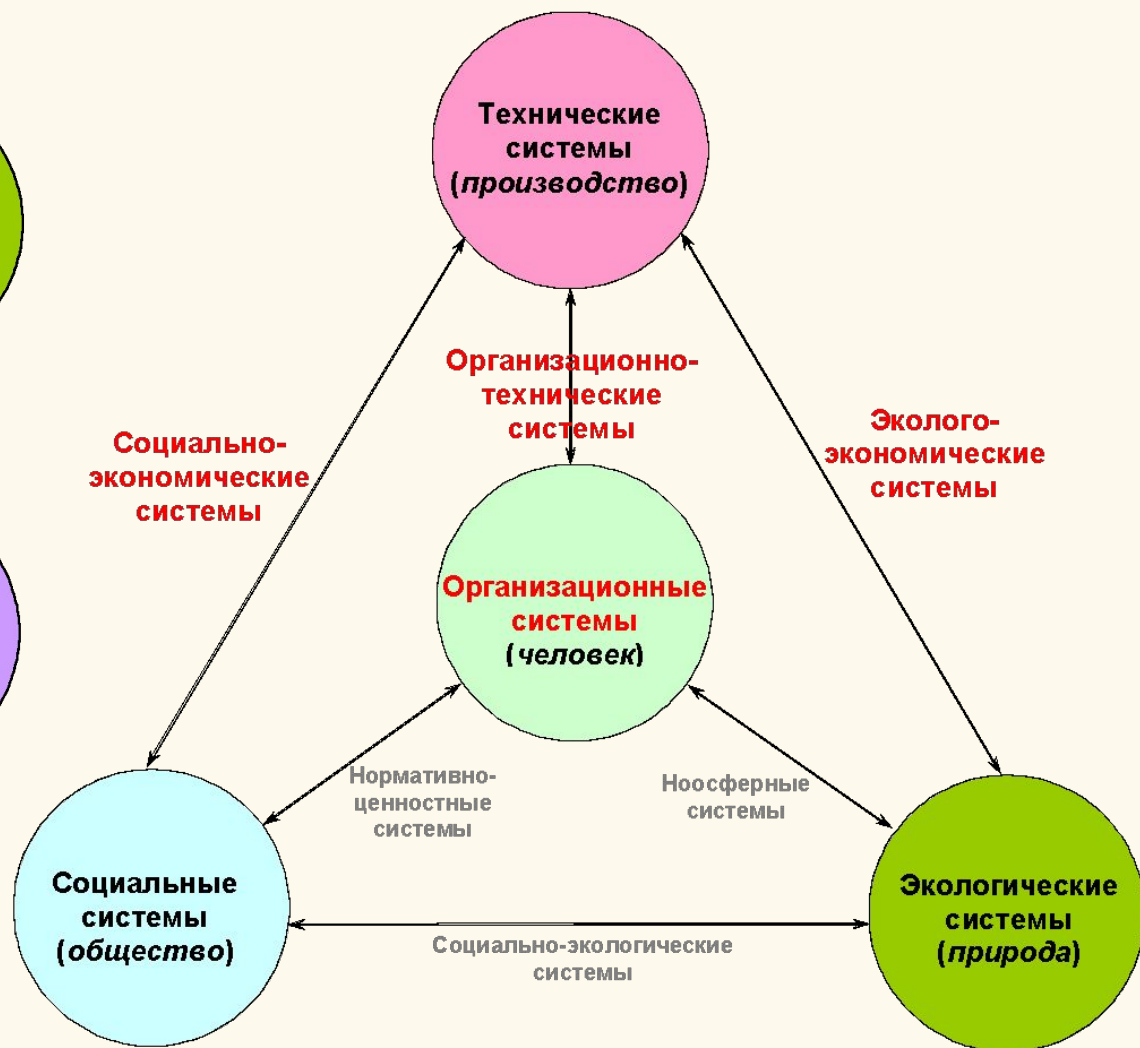 Технические
системы
(производство)
Организационно-
технические
системы
Социально-
экономические
системы
Эколого-
экономические
системы
Организационные
системы
(человек)
Нормативно-
ценностные
системы
Ноосферные
системы
Социальные
системы
(общество)
Социально-экологические
системы
Экологические
системы
(природа)